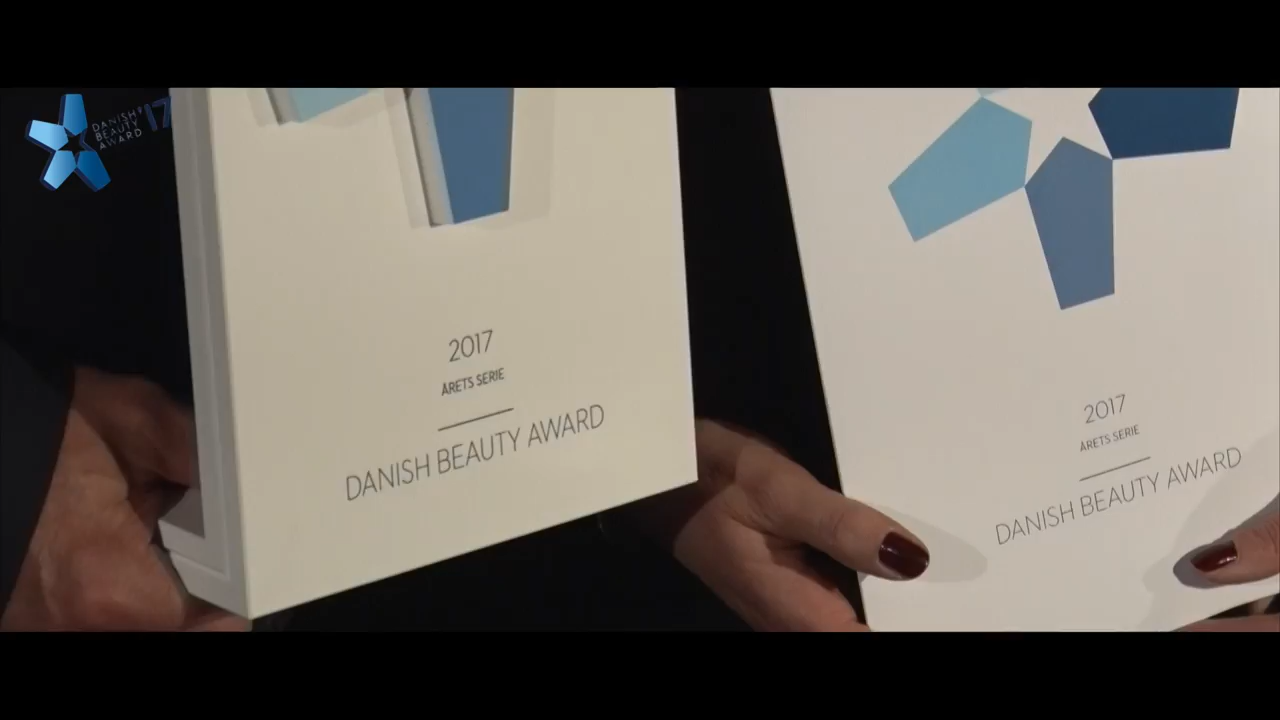 DANISH
BEAUTY
AWARD
'17
2017
ÅRETS SERIE
DANISH BEAUTY AWARD
2017
ÅRETS SERIE
DANISH BEAUTY AWARD